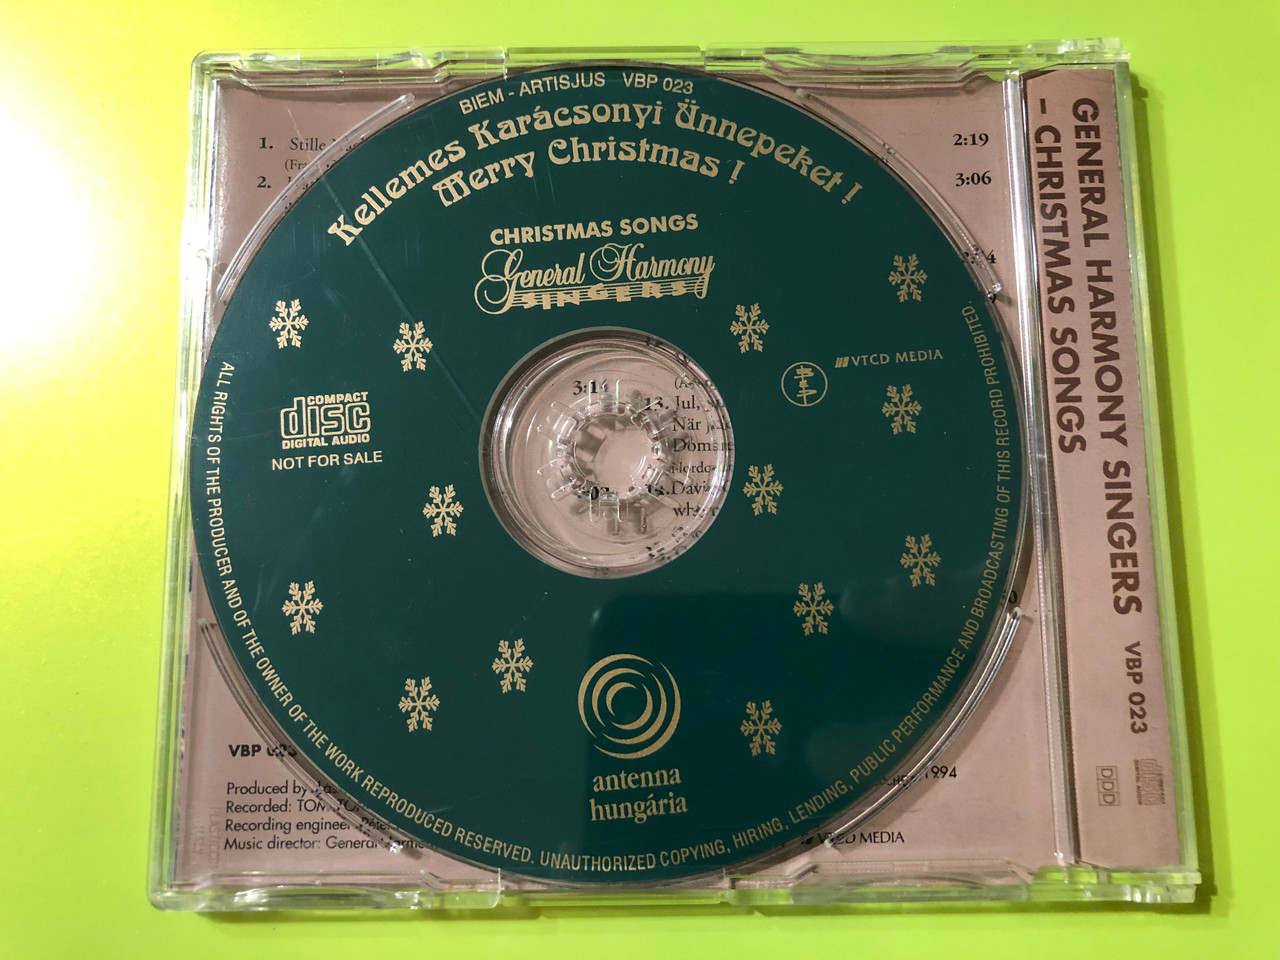 BIEM - ARTISJUS VBP 023
Kellemes Karácsonyi Ünnepeket !
Merry Christmas !
CHRISTMAS SONGS
General Harmony
SINGERS
COMPACT
disc
DIGITAL AUDIO
NOT FOR SALE
VTCD MEDIA
antenna
hungária
ALL RIGHTS OF THE PRODUCER AND OF THE OWNER OF THE WORK REPRODUCED RESERVED. UNAUTHORIZED COPYING, HIRING, LENDING, PUBLIC PERFORMANCE AND BROADCASTING OF THIS RECORD PROHIBITED.
1. Stille
2:19
2.
3:06
3:14
13. Jul,
När
VBP
Produced by
Recorded:
Recording engineer
Music director: General
1994
VTCD MEDIA
GENERAL HARMONY SINGERS
– CHRISTMAS SONGS
VBP 023
DDD